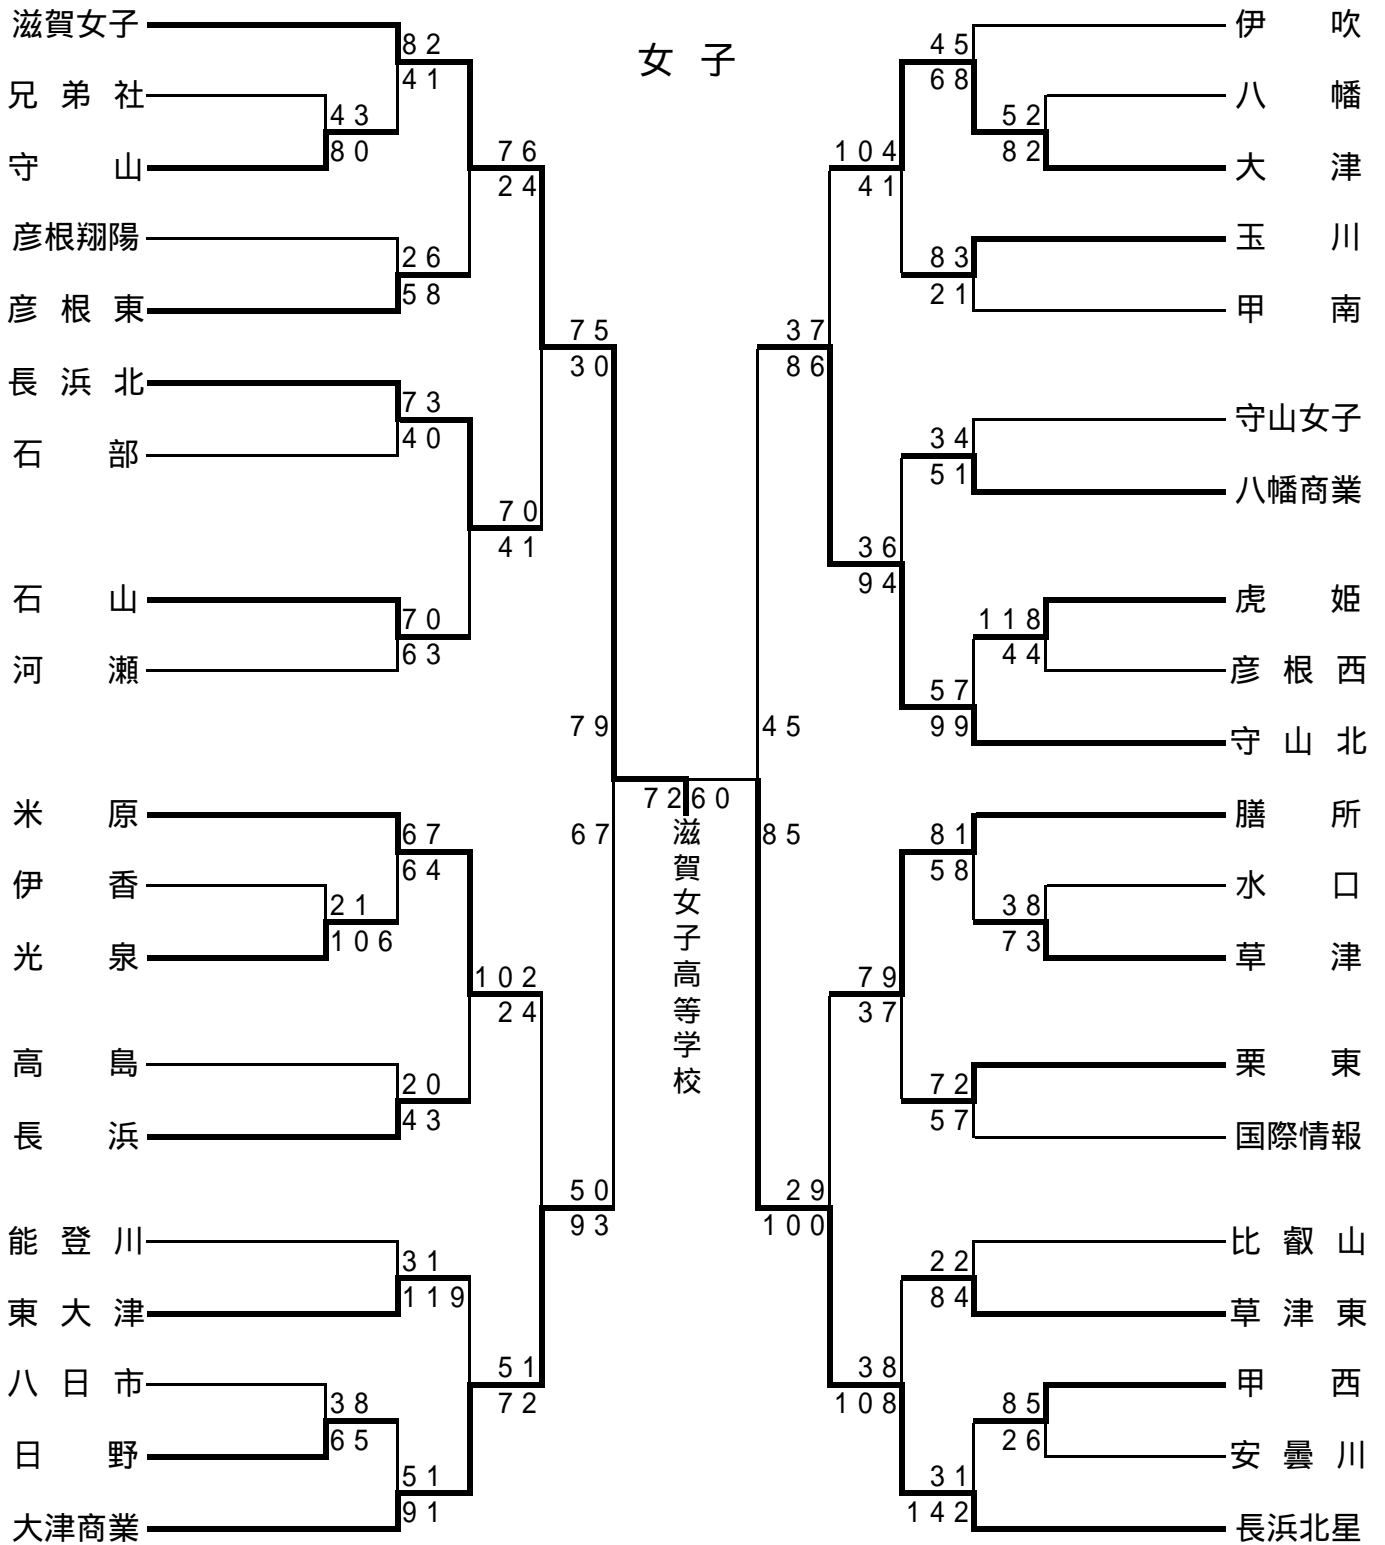 女子
滋賀女子
兄弟社
守山
彦根翔陽
彦根東
長浜北
石部
石山
河瀬
米原
伊香
光泉
高島
長浜
能登川
東大津
八日市
日野
大津商業
82
41
43
80
26
58
73
40
70
63
67
64
21
106
20
43
31
119
38
65
51
91
76
24
70
41
102
24
51
72
75
30
50
93
79
67
72 60
滋賀女子高等学校
45
85
37
86
29
100
104
41
36
94
79
37
38
108
45
68
52
82
83
21
34
51
118
44
57
99
81
58
38
73
72
57
22
84
85
26
31
142
伊吹
八幡
大津
玉川
甲南
守山女子
八幡商業
虎姫
彦根西
守山北
膳所
水口
草津
栗東
国際情報
比叡山
草津東
甲西
安曇川
長浜北星